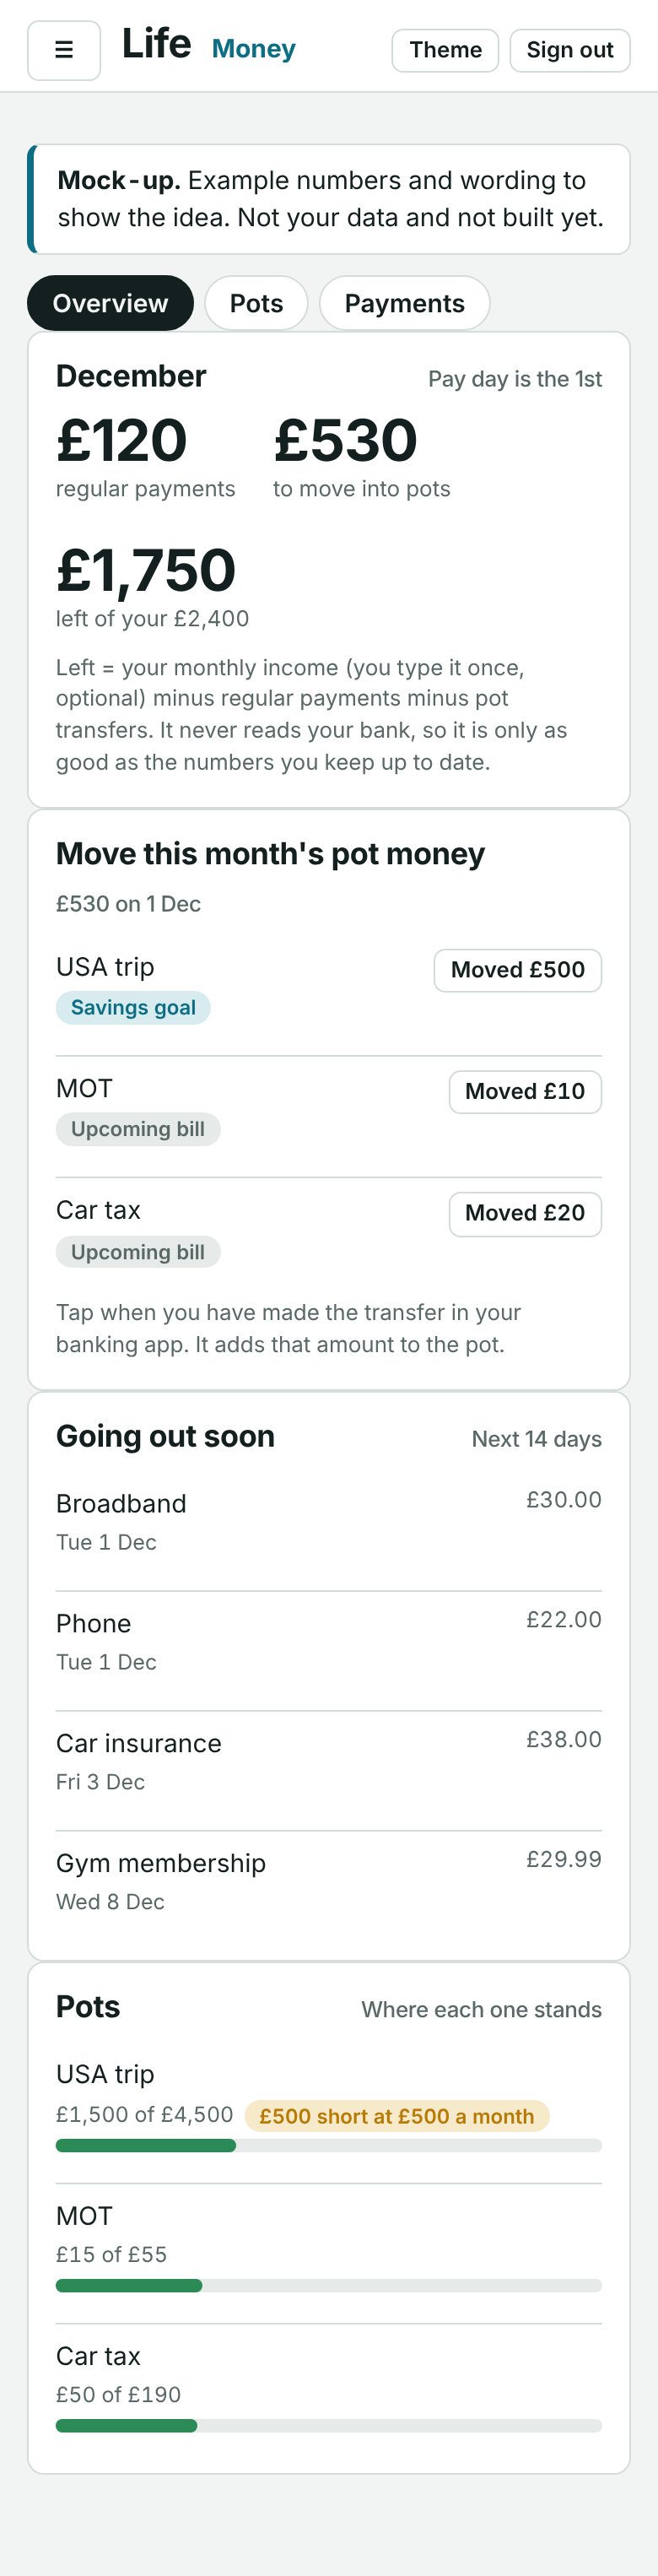 ☰ Life Money Theme Sign out
Mock-up. Example numbers and wording to
show the idea. Not your data and not built yet.
Overview Pots Payments
December Pay day is the 1st
£120 £530
regular payments to move into pots
£1,750
left of your £2,400
Left = your monthly income (you type it once,
optional) minus regular payments minus pot
transfers. It never reads your bank, so it is only as
good as the numbers you keep up to date.
Move this month's pot money
£530 on 1 Dec
USA trip Moved £500
Savings goal
MOT Moved £10
Upcoming bill
Car tax Moved £20
Upcoming bill
Tap when you have made the transfer in your
banking app. It adds that amount to the pot.
Going out soon Next 14 days
Broadband £30.00
Tue 1 Dec
Phone £22.00
Tue 1 Dec
Car insurance £38.00
Fri 3 Dec
Gym membership £29.99
Wed 8 Dec
Pots Where each one stands
USA trip
£1,500 of £4,500 £500 short at £500 a month
MOT
£15 of £55
Car tax
£50 of £190